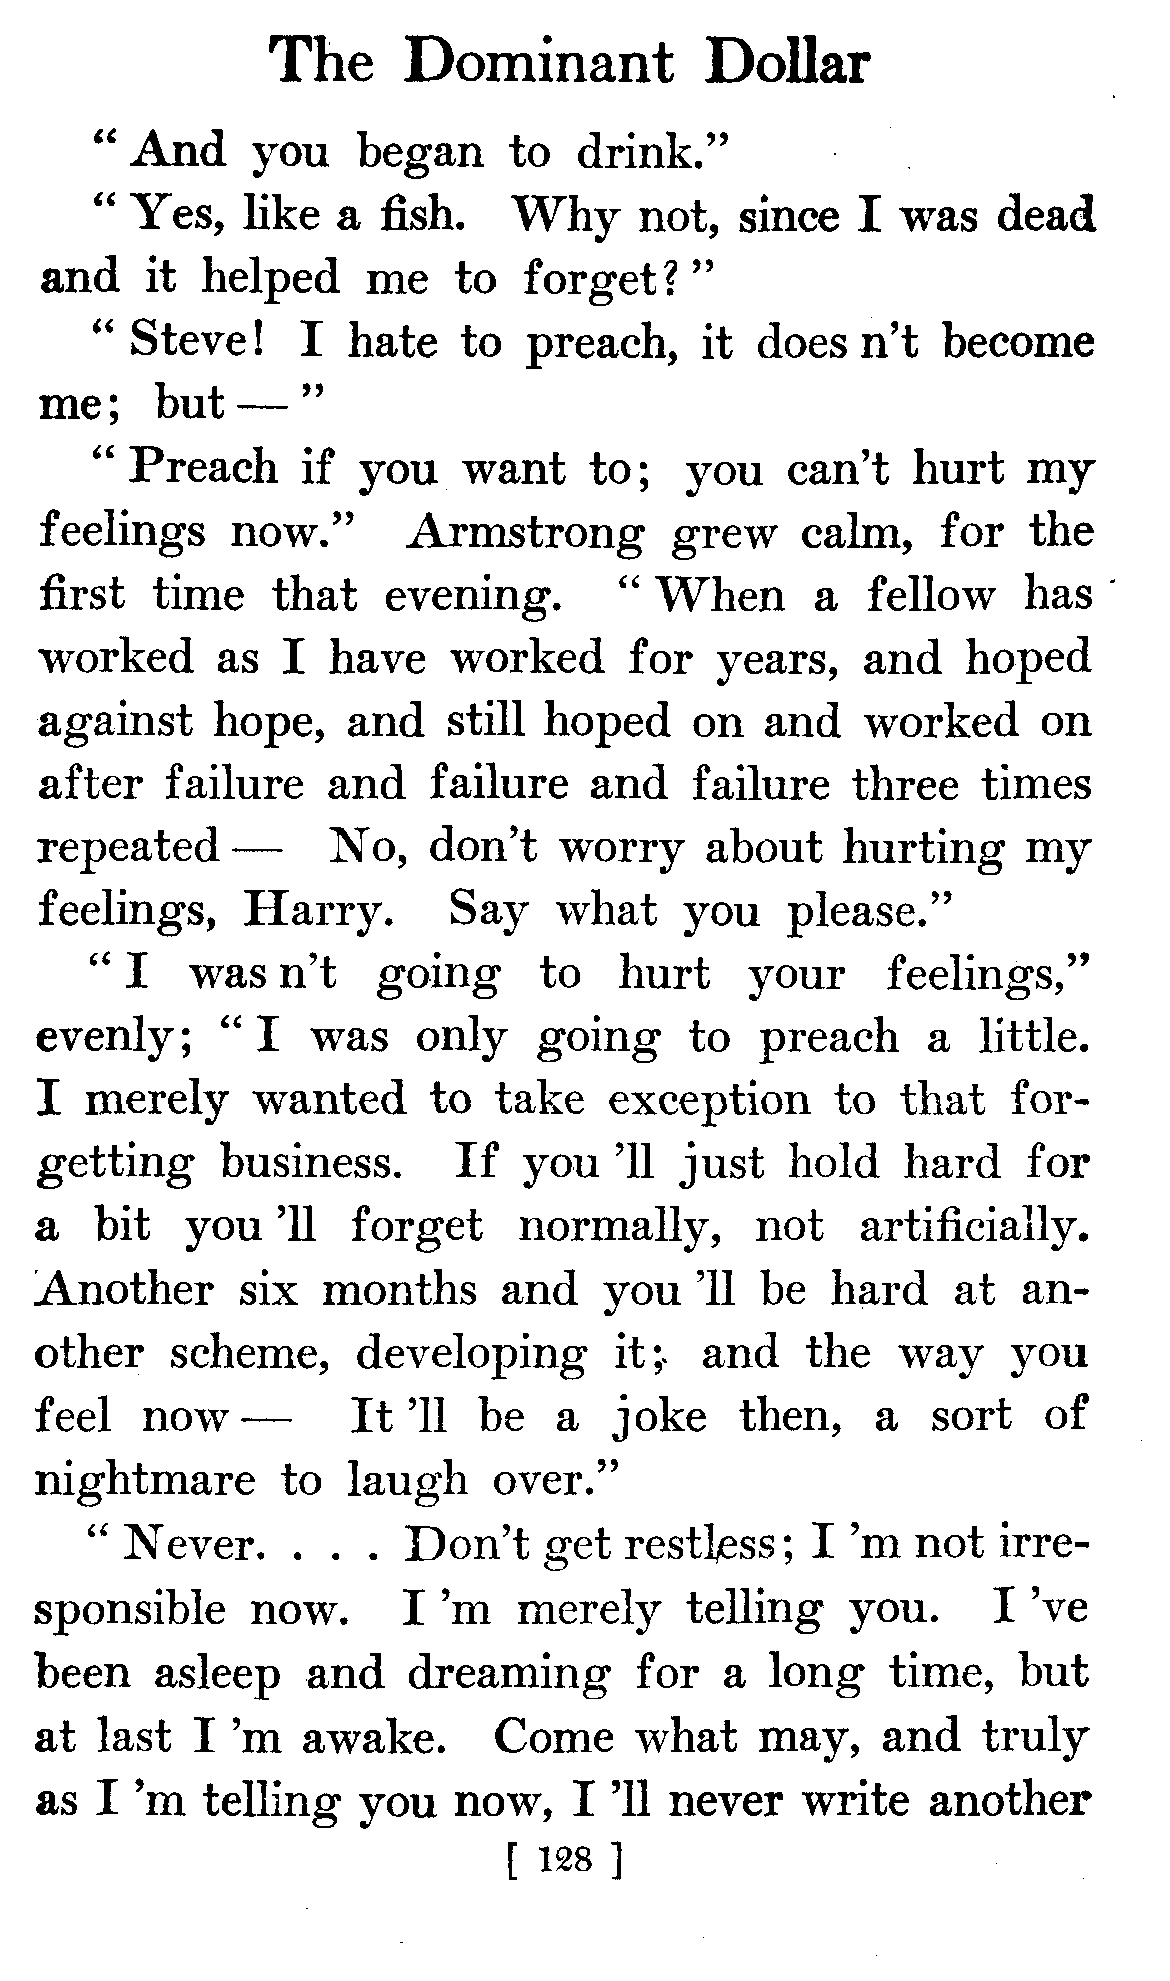 The Dominant Dollar
“ And you began to drink.”
“ Yes, like a fish. Why not, since I was dead
and it helped me to forget? ”
“ Steve! I hate to preach, it does n’t become
me; but — ”
“ Preach if you want to; you can’t hurt my
feelings now.” Armstrong grew calm, for the
first time that evening. “ When a fellow has
worked as I have worked for years, and hoped
against hope, and still hoped on and worked on
after failure and failure and failure three times
repeated — No, don’t worry about hurting my
feelings, Harry. Say what you please.”
“ I was n’t going to hurt your feelings,”
evenly; “ I was only going to preach a little.
I merely wanted to take exception to that for-
getting business. If you ’ll just hold hard for
a bit you ’ll forget normally, not artificially.
Another six months and you ’ll be hard at an-
other scheme, developing it; and the way you
feel now — It ’ll be a joke then, a sort of
nightmare to laugh over.”
“ Never. . . . Don’t get restless; I ’m not irre-
sponsible now. I ’m merely telling you. I ’ve
been asleep and dreaming for a long time, but
at last I ’m awake. Come what may, and truly
as I ’m telling you now, I ’ll never write another
[ 128 ]